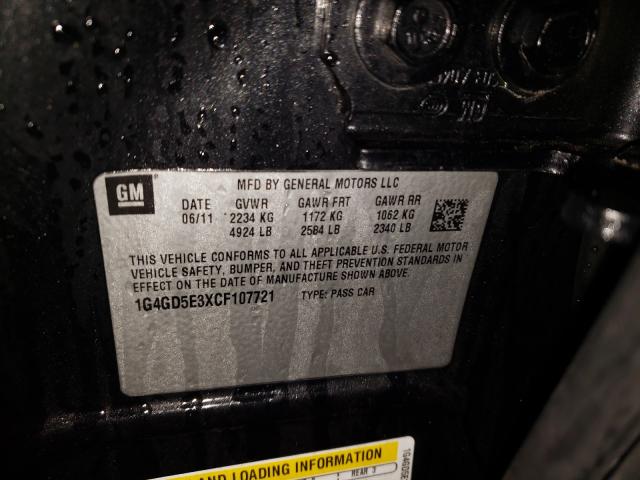 GM
MFD BY GENERAL MOTORS LLC
DATE GVWR GAWR FRT GAWR RR
06/11 2234 KG 1172 KG 1062 KG
4924 LB 2584 LB 2340 LB
THIS VEHICLE CONFORMS TO ALL APPLICABLE U.S. FEDERAL MOTOR
VEHICLE SAFETY, BUMPER, AND THEFT PREVENTION STANDARDS IN
EFFECT ON THE DATE OF MANUFACTURE SHOWN ABOVE.
1G4GD5E3XCF107721 TYPE: PASS CAR
AND LOADING INFORMATION
REAR 3